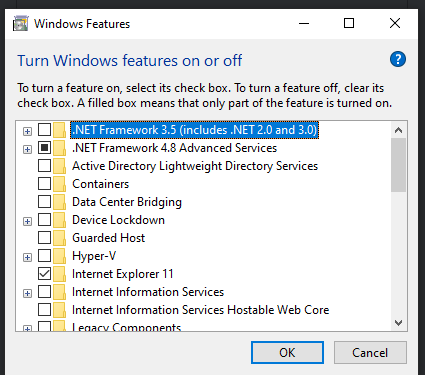 Windows Features
Turn Windows features on or off
?
To turn a feature on, select its check box. To turn a feature off, clear its
check box. A filled box means that only part of the feature is turned on.
.NET Framework 3.5 (includes .NET 2.0 and 3.0)
.NET Framework 4.8 Advanced Services
Active Directory Lightweight Directory Services
Containers
Data Center Bridging
Device Lockdown
Guarded Host
Hyper-V
Internet Explorer 11
Internet Information Services
Internet Information Services Hostable Web Core
Legacy Components
OK
Cancel